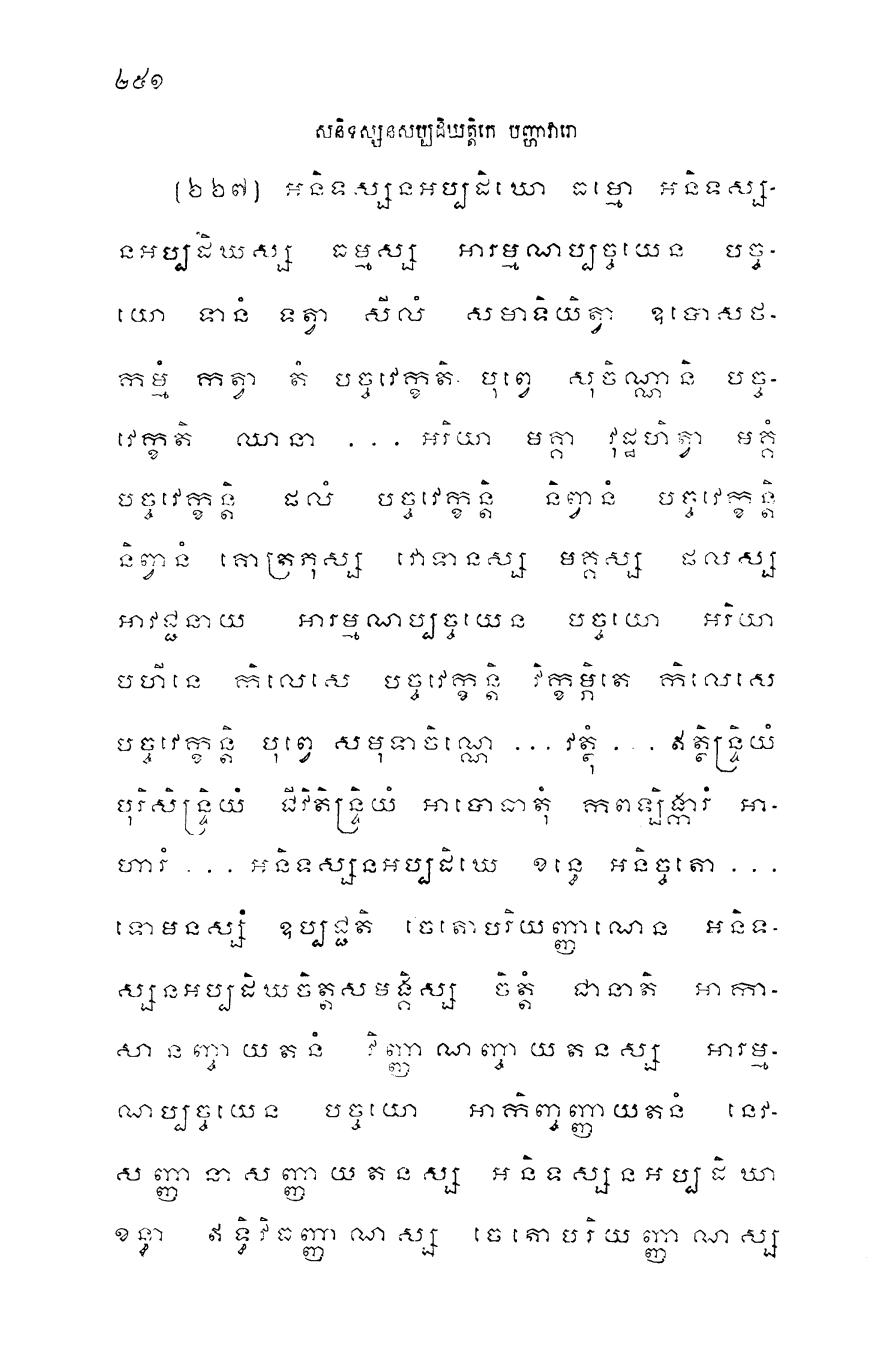 ២៥១
សនិទស្សនសប្បដិឃត្តិកេ បញ្ហាវារោ
(២២៧) អនិទស្សនអប្បដិឃោ ធម្មោ អនិទស្ស-
នអប្បដិឃស្ស ធម្មស្ស អារម្មណប្បច្ចយេន បច្ច-
យោ ទានំ ទត្វា សីលំ សមាទិយិត្វា ឧបោសថ-
កម្មំ កត្វា តំ បច្ចវេក្ខតិ បុព្វេ សុចិណ្ណានិ បច្ច-
វេក្ខតិ ឈានា ... អរិយា មគ្គា វុដ្ឋហិត្វា មគ្គំ
បច្ចវេក្ខន្តិ ផលំ បច្ចវេក្ខន្តិ និព្វានំ បច្ចវេក្ខន្តិ
និព្វានំ គោត្រភុស្ស វោទានស្ស មគ្គស្ស ផលស្ស
អាវជ្ជនាយ អារម្មណប្បច្ចយេន បច្ចយោ អរិយា
បហីនេ កិលេសេ បច្ចវេក្ខន្តិ វិក្ខម្ភិតេ កិលេសេ
បច្ចវេក្ខន្តិ បុព្វេ សមុទាចិណ្ណេ ... វត្ថុំ ... ឥត្ថិន្ទ្រិយំ
បុរិសិន្ទ្រិយំ ជីវិតិន្ទ្រិយំ អាបោធាតុំ កពឡិង្ការំ អា-
ហារំ ... អនិទស្សនអប្បដិឃេ ខន្ធេ អនិច្ចតោ ...
ទោមនស្សំ ឧប្បជ្ជតិ ចេតោបរិយញ្ញាណេន អនិទ-
ស្សនអប្បដិឃចិត្តសមង្គិស្ស ចិត្តំ ជានាតិ អាកា-
សានញ្ចាយតនំ វិញ្ញាណញ្ចាយតនស្ស អារម្ម-
ណប្បច្ចយេន បច្ចយោ អាកិញ្ចញ្ញាយតនំ នេវ-
សញ្ញានាសញ្ញាយតនស្ស អនិទស្សនអប្បដិឃា
ខន្ធា ឥទ្ធិវិធញ្ញាណស្ស ចេតោបរិយញ្ញាណស្ស